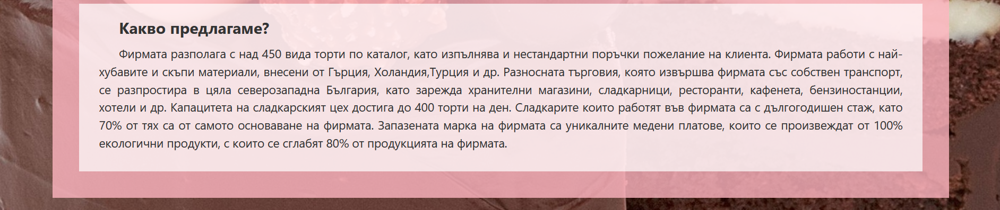 Какво предлагаме?
Фирмата разполага с над 450 вида торти по каталог, като изпълнява и нестандартни поръчки пожелание на клиента. Фирмата работи с най-
хубавите и скъпи материали, внесени от Гърция, Холандия,Турция и др. Разносната търговия, която извършва фирмата със собствен транспорт,
се разпростира в цяла северозападна България, като зарежда хранителни магазини, сладкарници, ресторанти, кафенета, бензиностанции,
хотели и др. Капацитета на сладкарският цех достига до 400 торти на ден. Сладкарите които работят във фирмата са с дългогодишен стаж, като
70% от тях са от самото основаване на фирмата. Запазената марка на фирмата са уникалните медени платове, които се произвеждат от 100%
екологични продукти, с които се сглабят 80% от продукцията на фирмата.